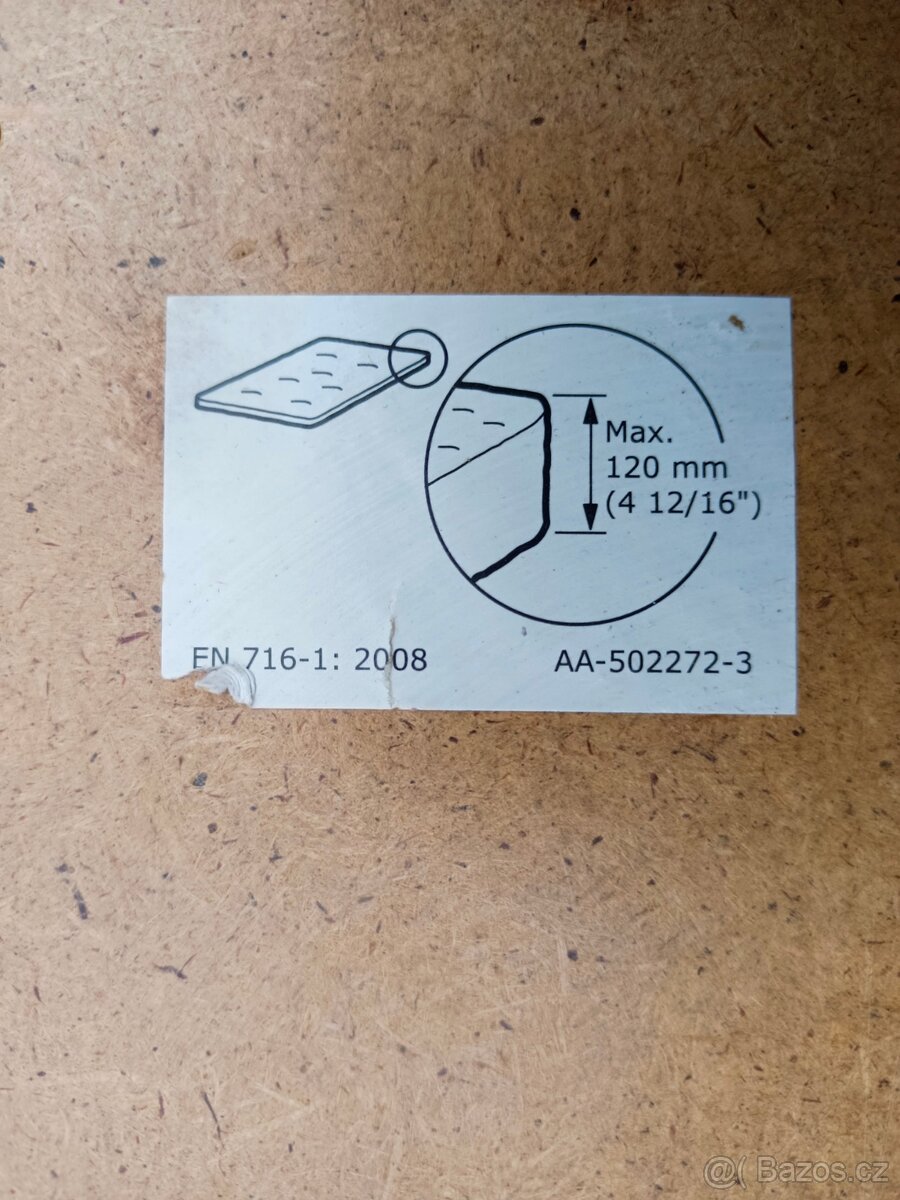 Max.
120 mm
(4 12/16")
EN 716-1: 2008
AA-502272-3
@( Bazos.cz